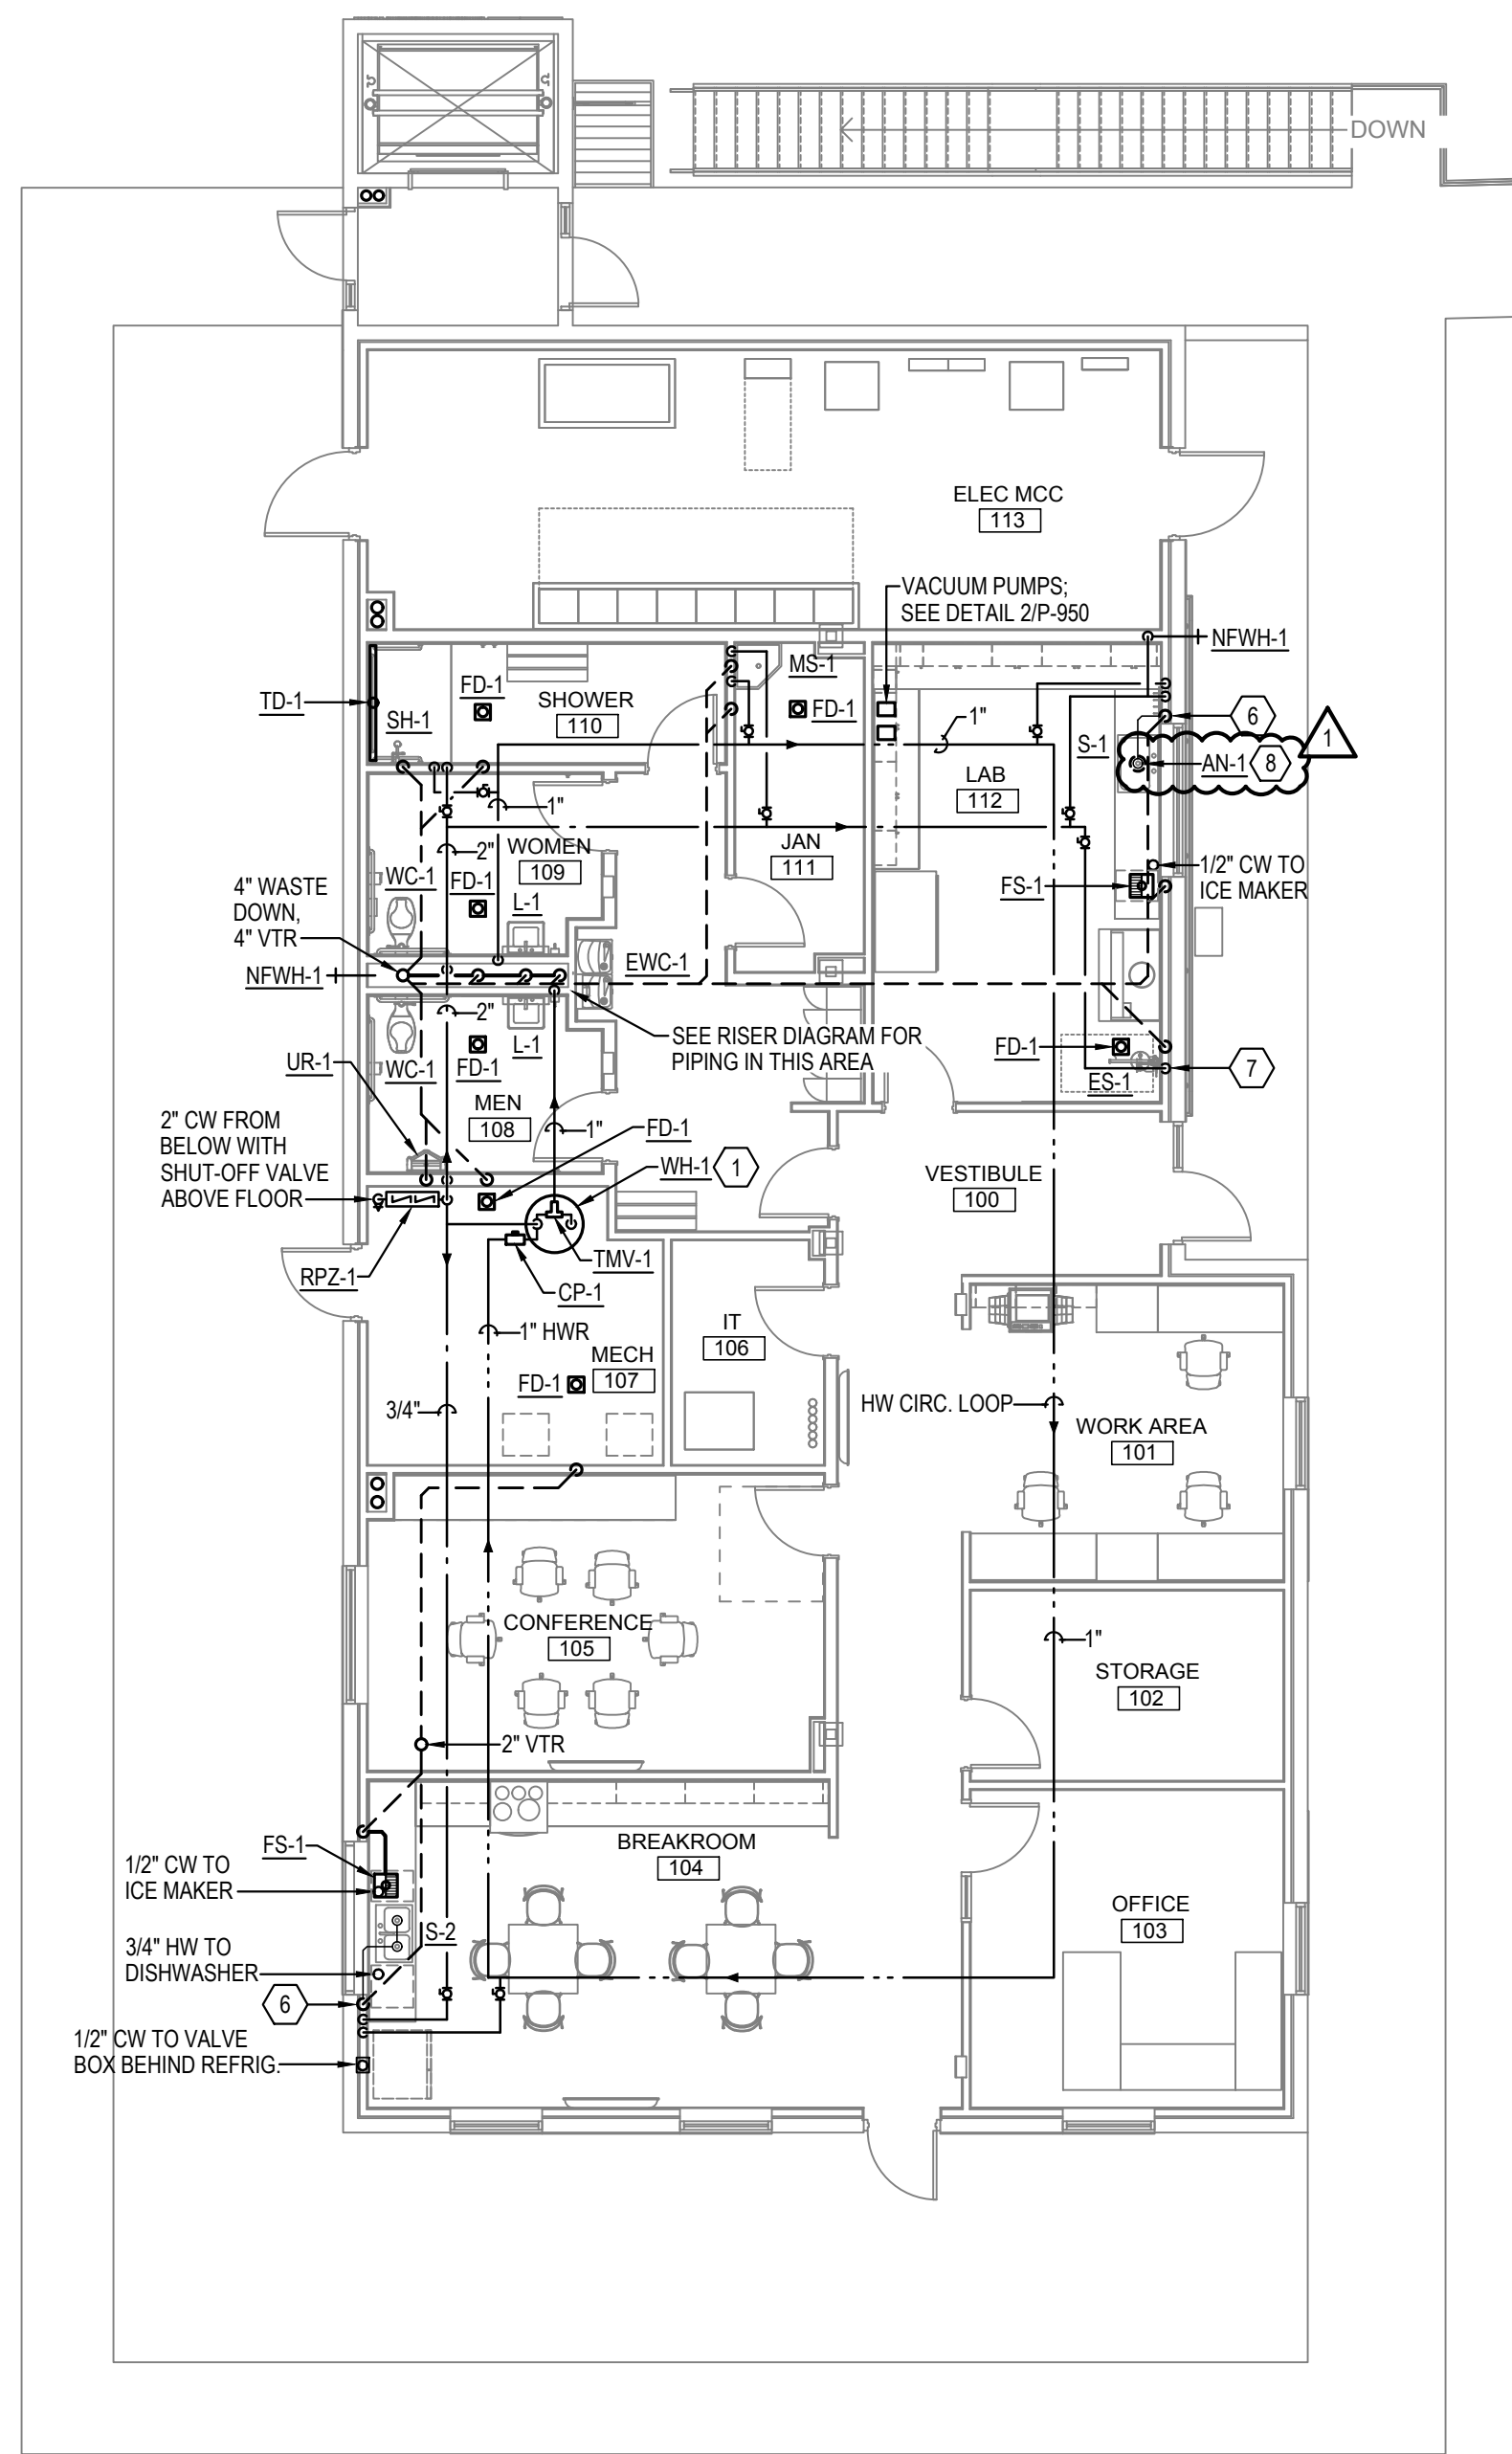 DOWN
ELEC MCC
113
VACUUM PUMPS;
SEE DETAIL 2/P-950
NFWH-1
MS-1
FD-1
SHOWER
110
FD-1
TD-1
SH-1
1"
6
1
S-1
AN-1
8
LAB
112
1"
2"
WOMEN
109
JAN
111
WC-1
FD-1
L-1
1/2" CW TO
ICE MAKER
FS-1
4" WASTE
DOWN,
4" VTR
NFWH-1
EWC-1
2"
SEE RISER DIAGRAM FOR
PIPING IN THIS AREA
L-1
FD-1
WC-1
UR-1
FD-1
ES-1
7
MEN
108
1"
FD-1
2" CW FROM
BELOW WITH
SHUT-OFF VALVE
ABOVE FLOOR
WH-1
1
VESTIBULE
100
RPZ-1
TMV-1
CP-1
1" HWR
IT
106
MECH
107
FD-1
3/4"
HW CIRC. LOOP
WORK AREA
101
CONFERENCE
105
1"
STORAGE
102
2" VTR
BREAKROOM
104
FS-1
1/2" CW TO
ICE MAKER
OFFICE
103
S-2
3/4" HW TO
DISHWASHER
6
1/2" CW TO VALVE
BOX BEHIND REFRIG.